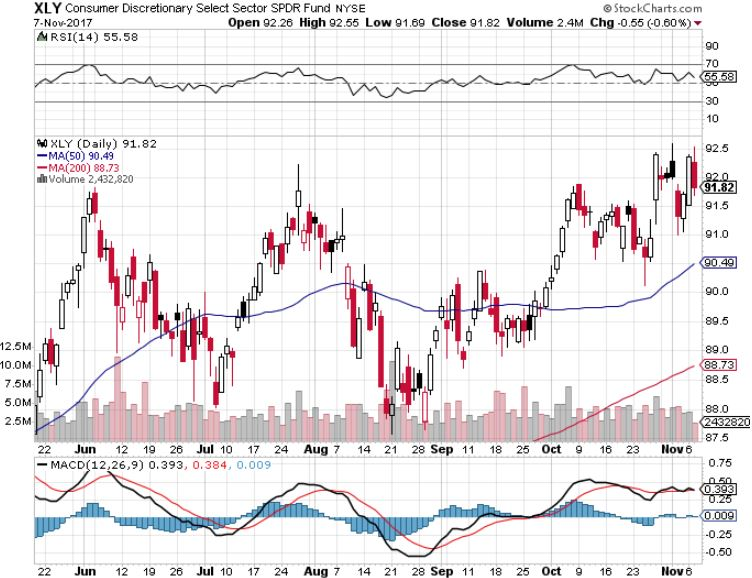 XLY Consumer Discretionary Select Sector SPDR Fund NYSE © StockCharts.com
7-Nov-2017 Open 92.26 High 92.55 Low 91.69 Close 91.82 Volume 2.4M Chg -0.55 (-0.60%)
RSI(14) 55.58
90
70
55.58
50
30
10
XLY (Daily) 91.82
MA(50) 90.49
MA(200) 88.73
Volume 2,432,820
92.5
92.0
91.82
91.5
91.0
90.49
90.0
89.5
12.5M 89.0
10.0M 88.73
7.5M 88.5
5.0M 88.0
2.5M 2432820
87.5
22 Jun 12 19 26 Jul 10 17 24 Aug 7 14 21 28 Sep 11 18 25 Oct 9 16 23 Nov 6
MACD(12,26,9) 0.393, 0.384, 0.009
0.75
0.50
0.393
0.25
0.009
-0.25
-0.50
22 Jun 12 19 26 Jul 10 17 24 Aug 7 14 21 28 Sep 11 18 25 Oct 9 16 23 Nov 6